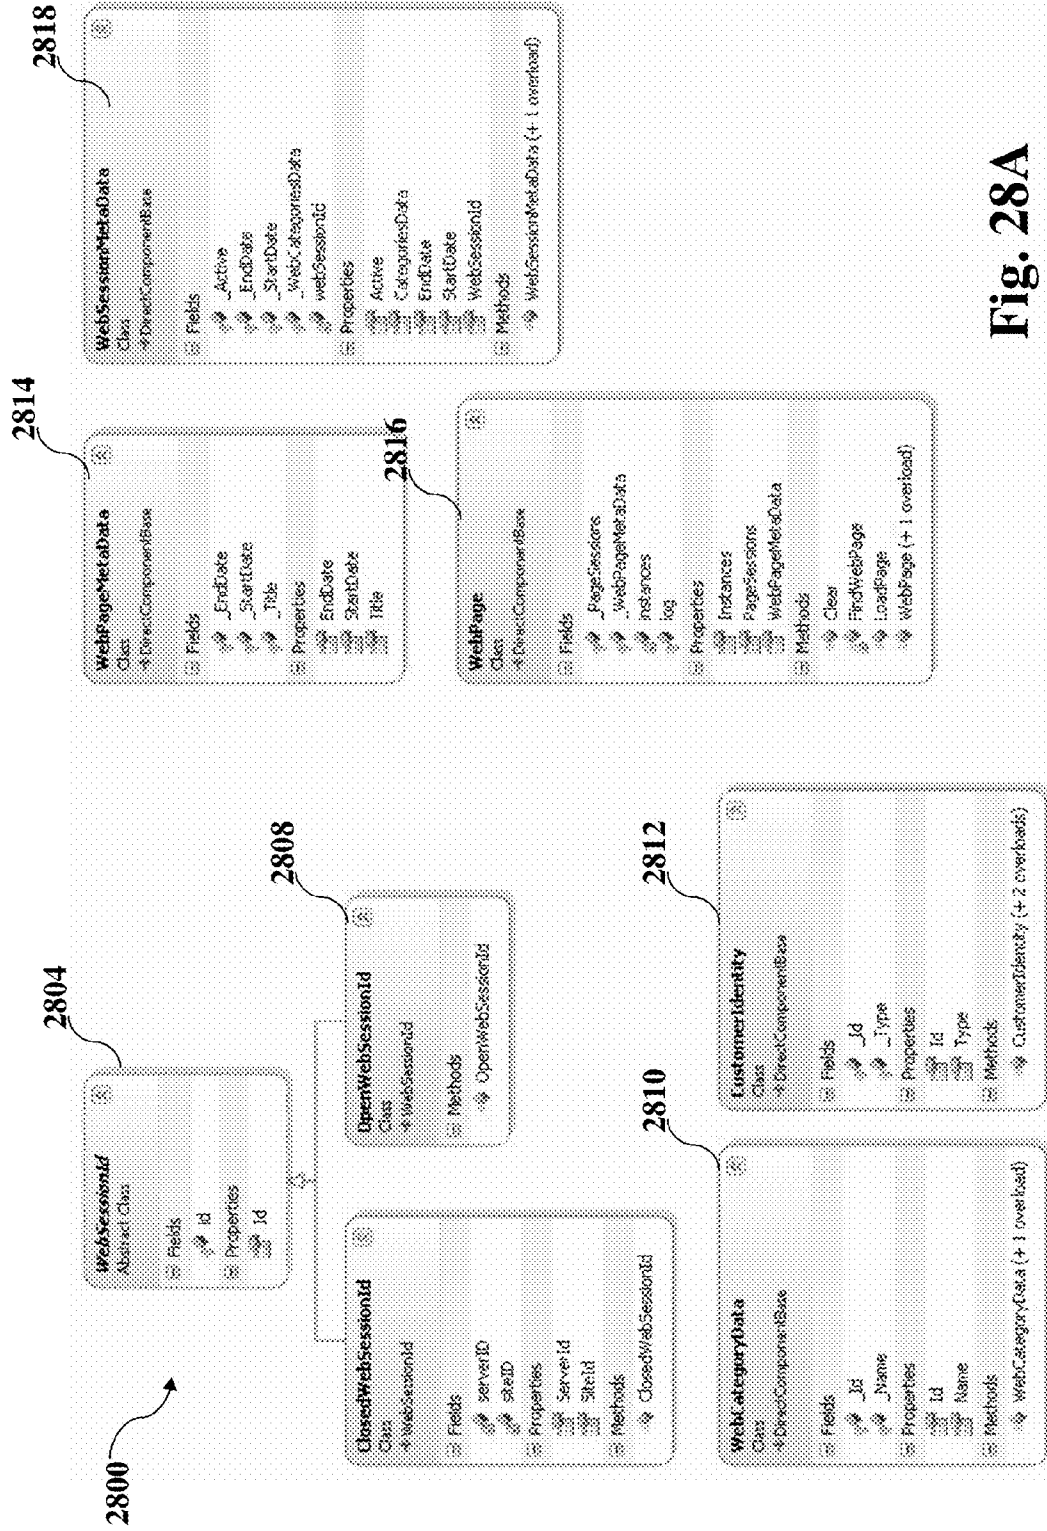 2800
2804
WebSessionId
Abstract Class
Fields
id
Properties
Id
ClosedWebSessionId
Class
WebSessionId
Fields
serverID
siteID
Properties
ServerId
SiteId
Methods
ClosedWebSessionId
2808
OpenWebSessionId
Class
WebSessionId
Methods
OpenWebSessionId
2810
WebCategoryData
Class
DirectComponentBase
Fields
_Id
_Name
Properties
Id
Name
Methods
WebCategoryData (+ 1 overload)
2812
CustomerIdentity
Class
DirectComponentBase
Fields
_Id
_Type
Properties
Id
Type
Methods
CustomerIdentity (+ 2 overloads)
2814
WebPageMetaData
Class
DirectComponentBase
Fields
_EndDate
_StartDate
_Title
Properties
EndDate
StartDate
Title
2816
WebPage
Class
DirectComponentBase
Fields
_PageSessions
_WebPageMetaData
instances
log
Properties
Instances
PageSessions
WebPageMetaData
Methods
Clear
FindWebPage
LoadPage
WebPage (+ 1 overload)
2818
WebSessionMetaData
Class
DirectComponentBase
Fields
_Active
_EndDate
_StartDate
_WebCategoriesData
webSessionId
Properties
Active
CategoriesData
EndDate
StartDate
WebSessionId
Methods
WebSessionMetaData (+ 1 overload)
Fig. 28A